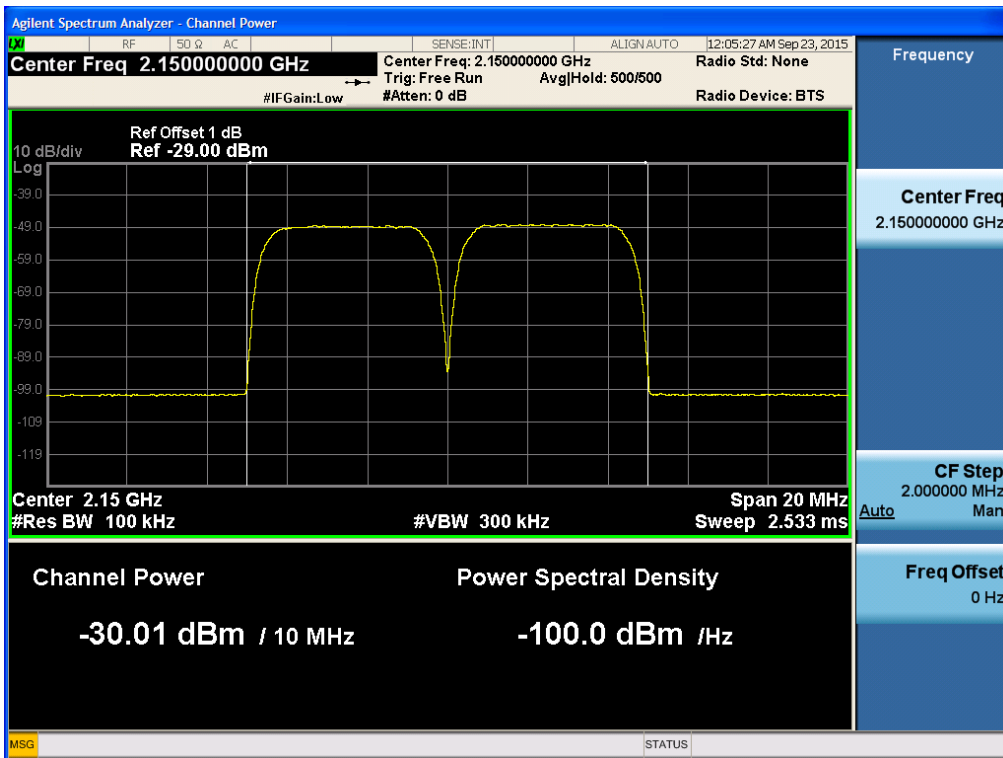 Agilent Spectrum Analyzer - Channel Power
LXI RF 50 Ω AC SENSE:INT ALIGN AUTO 12:05:27 AM Sep 23, 2015
Center Freq 2.150000000 GHz
Center Freq: 2.150000000 GHz Radio Std: None
Trig: Free Run Avg|Hold: 500/500
#IFGain:Low #Atten: 0 dB Radio Device: BTS
Ref Offset 1 dB
10 dB/div Ref -29.00 dBm
Log
-39.0
-49.0
-59.0
-69.0
-79.0
-89.0
-99.0
-109
-119
Center 2.15 GHz Span 20 MHz
#Res BW 100 kHz #VBW 300 kHz Sweep 2.533 ms
Channel Power Power Spectral Density
-30.01 dBm / 10 MHz -100.0 dBm /Hz
MSG STATUS
Frequency
Center Freq
2.150000000 GHz
CF Step
2.000000 MHz
Auto Man
Freq Offset
0 Hz